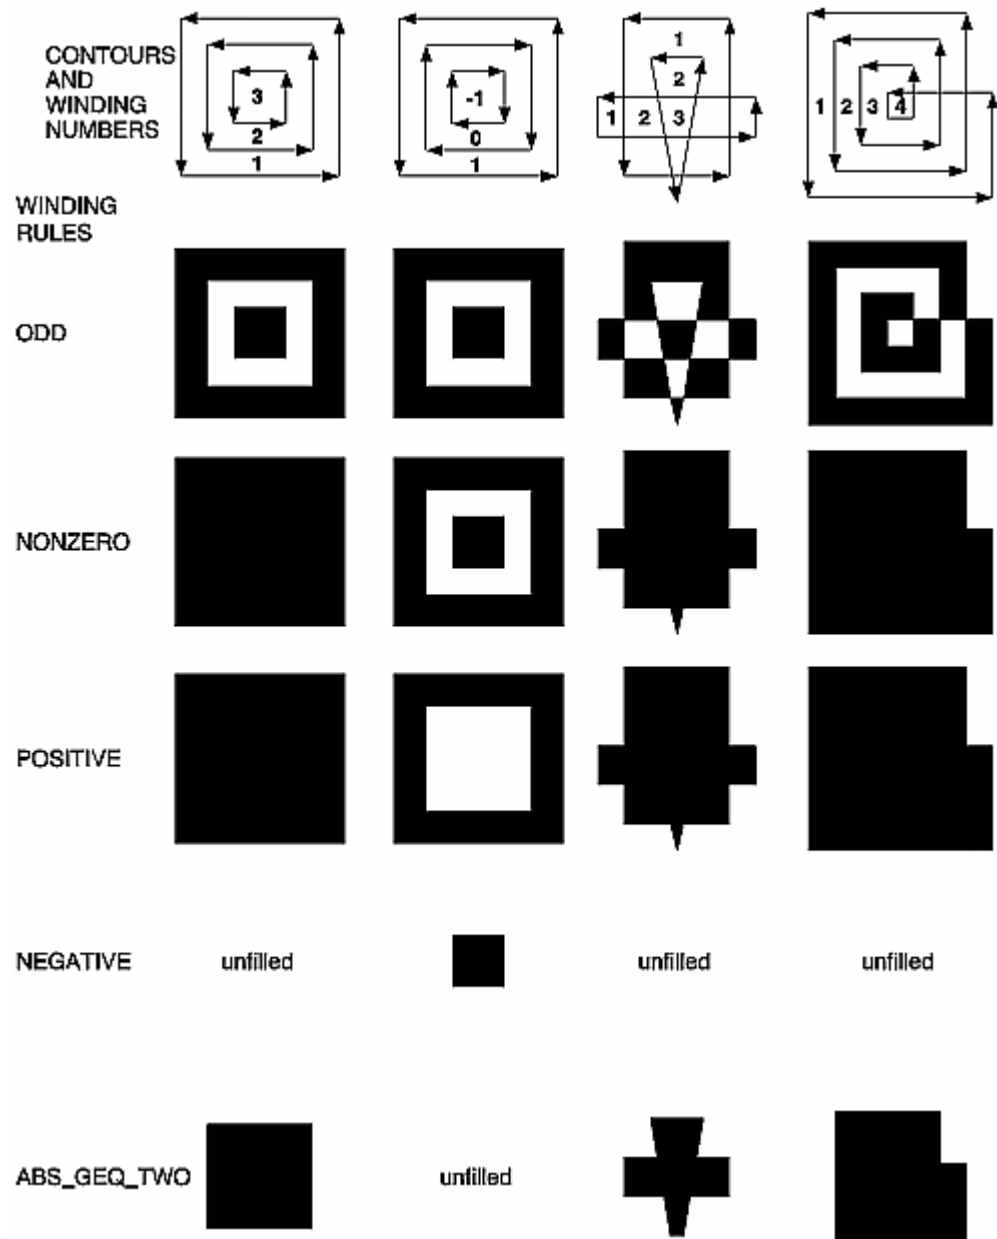 CONTOURS
AND
WINDING
NUMBERS
3
2
1
-1
0
1
1
2
1 2 3
1 2 3 4
WINDING
RULES
ODD
NONZERO
POSITIVE
NEGATIVE unfilled unfilled unfilled
ABS_GEQ_TWO unfilled